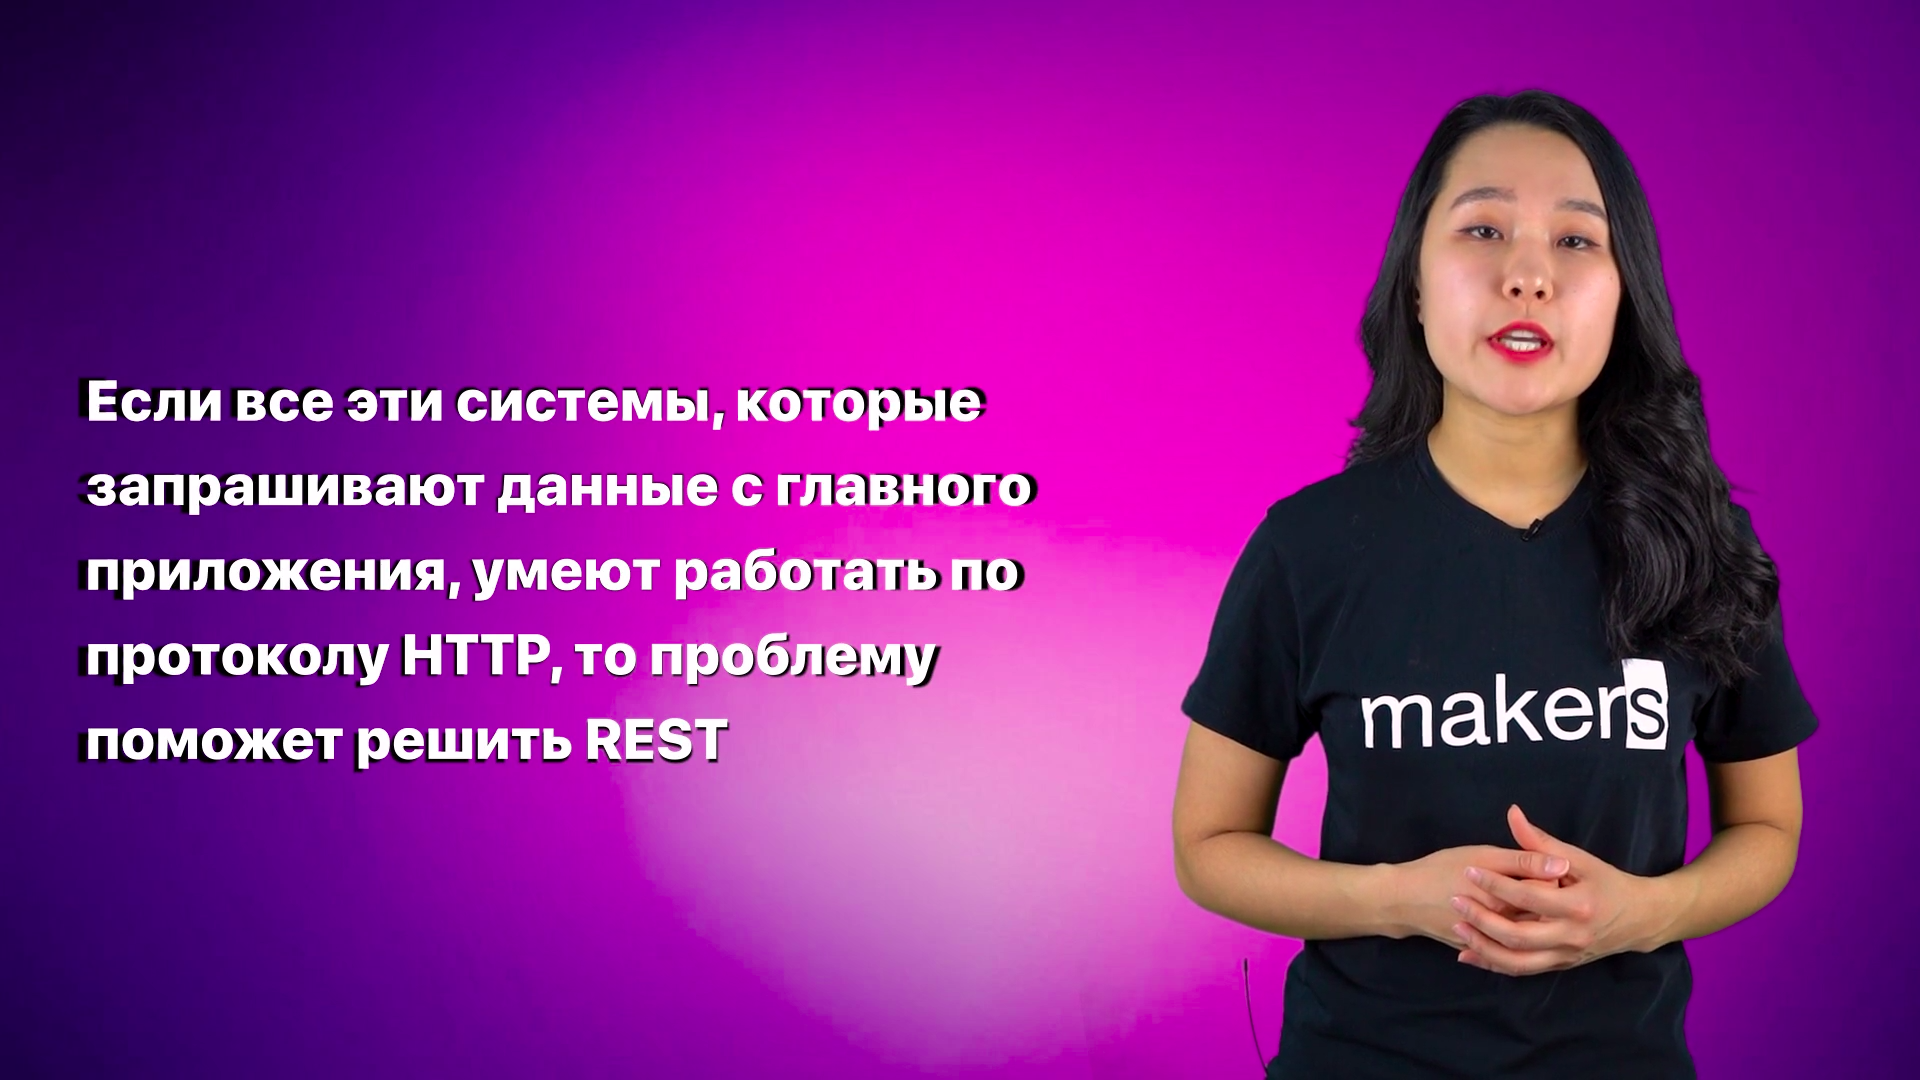 Если все эти системы, которые
запрашивают данные с главного
приложения, умеют работать по
протоколу HTTP, то проблему
поможет решить REST
makers